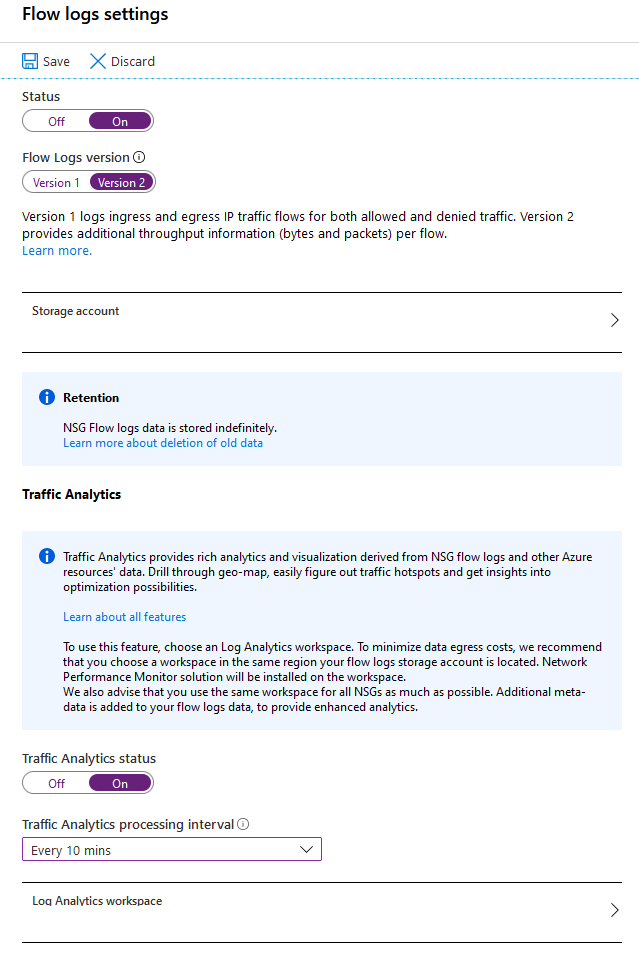 Flow logs settings
Save Discard
Status
Off On
Flow Logs version
Version 1 Version 2
Version 1 logs ingress and egress IP traffic flows for both allowed and denied traffic. Version 2
provides additional throughput information (bytes and packets) per flow.
Learn more.
Storage account
Retention
NSG Flow logs data is stored indefinitely.
Learn more about deletion of old data
Traffic Analytics
Traffic Analytics provides rich analytics and visualization derived from NSG flow logs and other Azure
resources' data. Drill through geo-map, easily figure out traffic hotspots and get insights into
optimization possibilities.
Learn about all features
To use this feature, choose an Log Analytics workspace. To minimize data egress costs, we recommend
that you choose a workspace in the same region your flow logs storage account is located. Network
Performance Monitor solution will be installed on the workspace.
We also advise that you use the same workspace for all NSGs as much as possible. Additional meta-
data is added to your flow logs data, to provide enhanced analytics.
Traffic Analytics status
Off On
Traffic Analytics processing interval
Every 10 mins
Log Analytics workspace